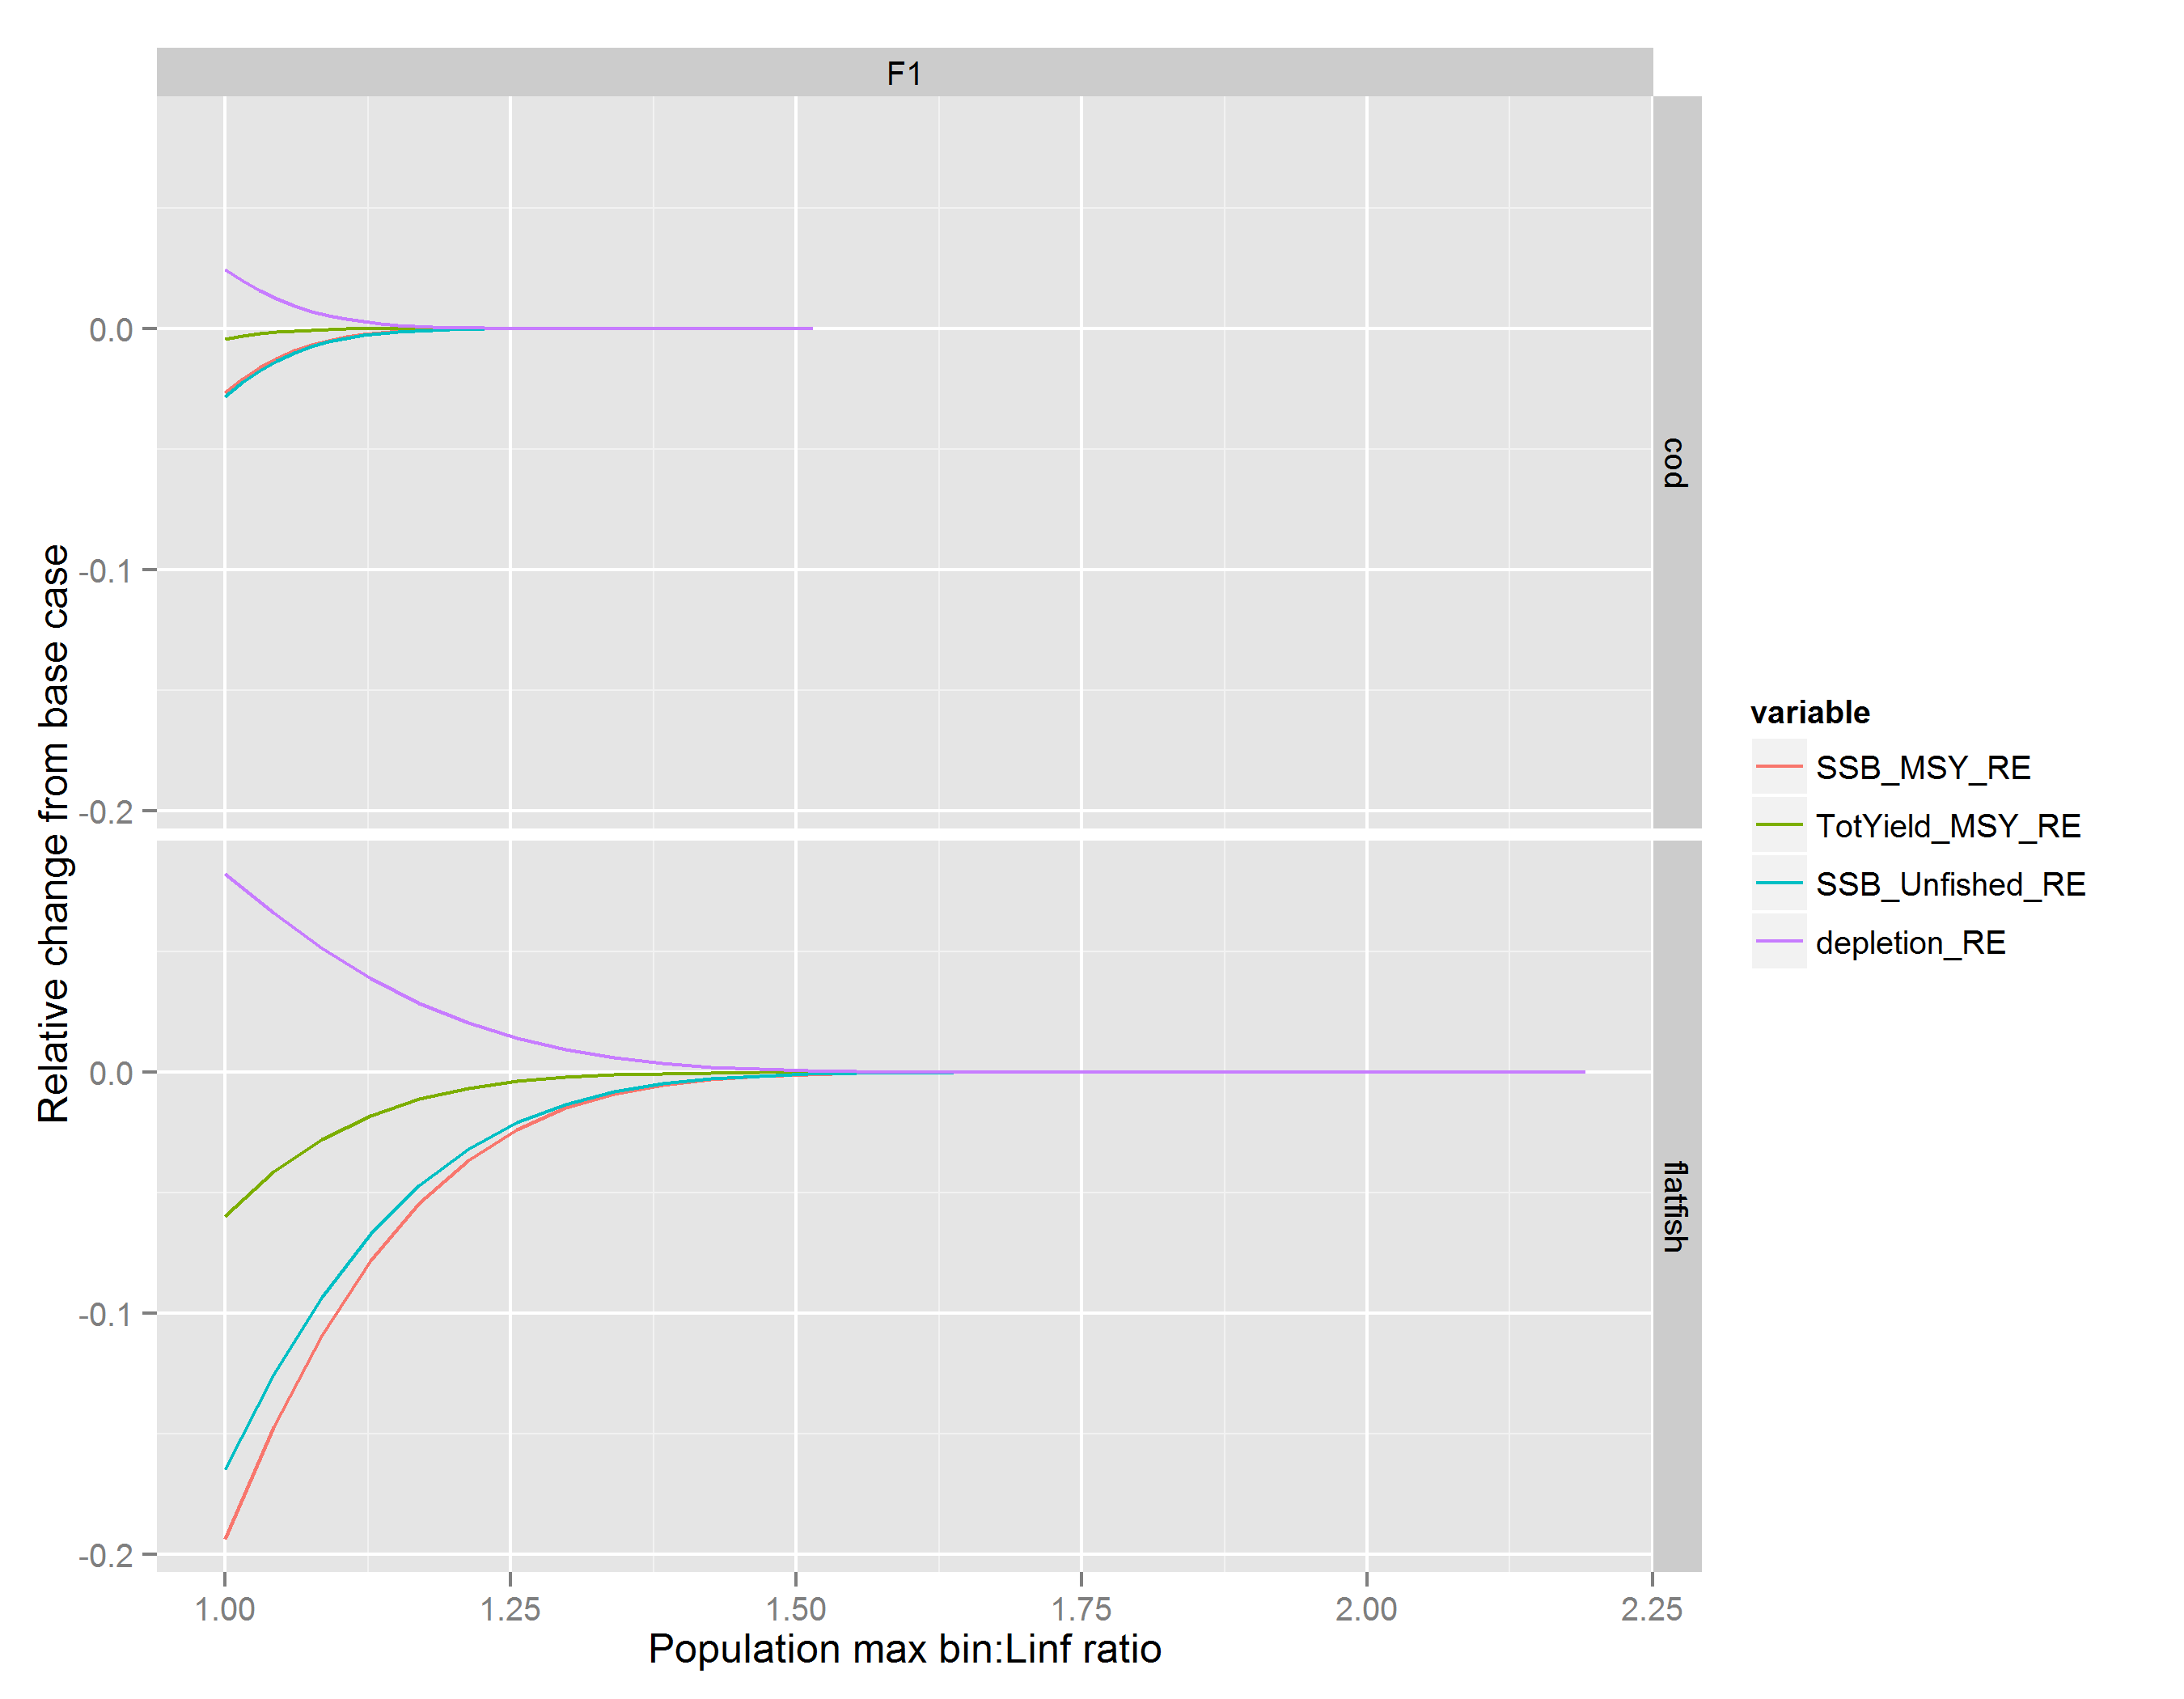 F1
cod
flatfish
Relative change from base case
0.0
-0.1
-0.2
0.0
-0.1
-0.2
1.00 1.25 1.50 1.75 2.00 2.25
Population max bin:Linf ratio
variable
SSB_MSY_RE
TotYield_MSY_RE
SSB_Unfished_RE
depletion_RE